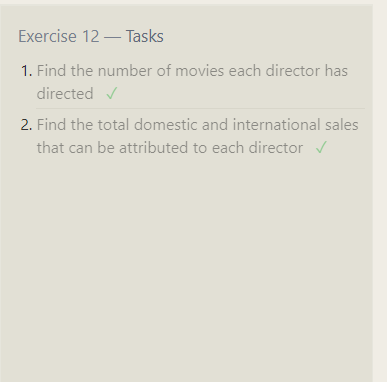 Exercise 12 — Tasks
1. Find the number of movies each director has
directed ✓
2. Find the total domestic and international sales
that can be attributed to each director ✓